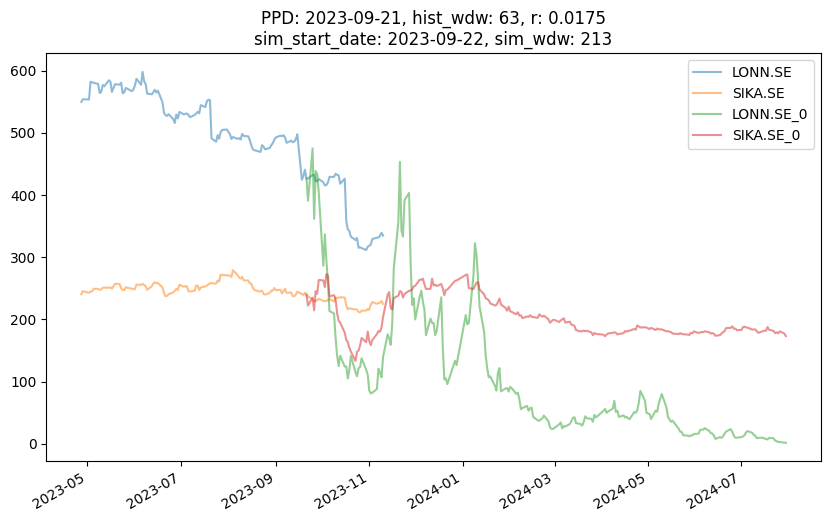 PPD: 2023-09-21, hist_wdw: 63, r: 0.0175
sim_start_date: 2023-09-22, sim_wdw: 213
LONN.SE
SIKA.SE
LONN.SE_0
SIKA.SE_0
600
500
400
300
200
100
0
2023-05
2023-07
2023-09
2023-11
2024-01
2024-03
2024-05
2024-07